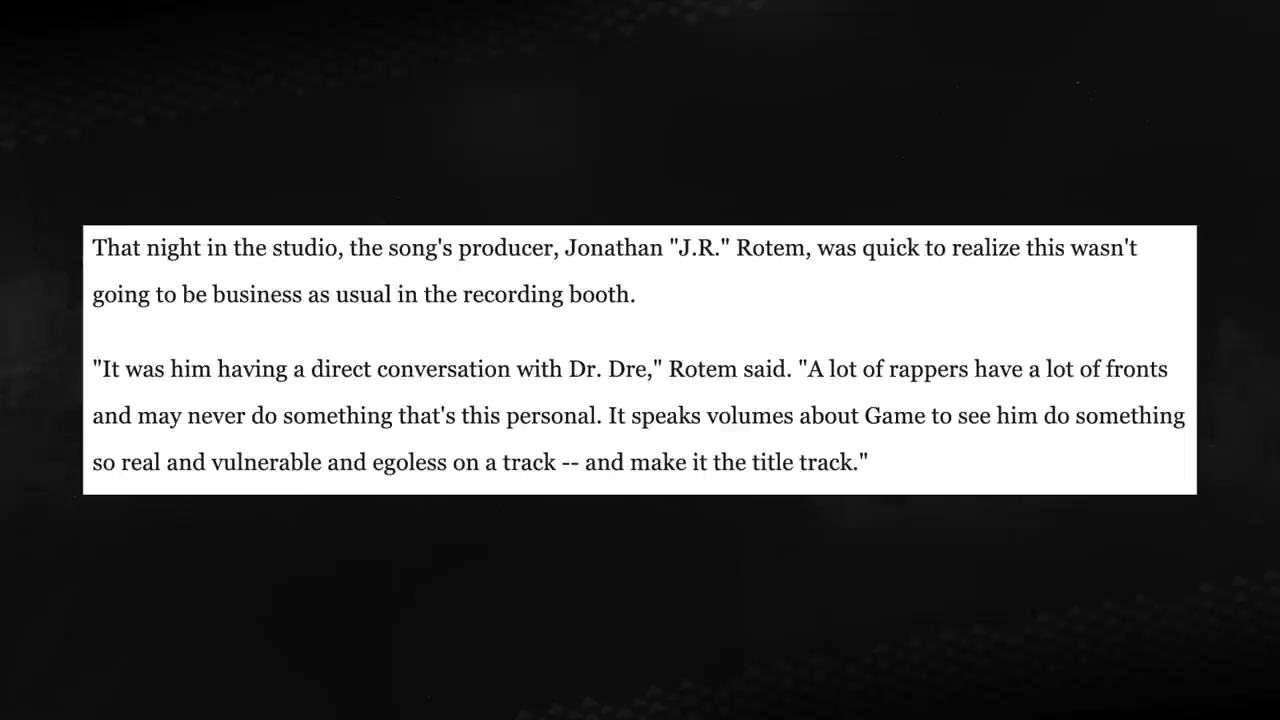 That night in the studio, the song's producer, Jonathan "J.R." Rotem, was quick to realize this wasn't
going to be business as usual in the recording booth.
"It was him having a direct conversation with Dr. Dre," Rotem said. "A lot of rappers have a lot of fronts
and may never do something that's this personal. It speaks volumes about Game to see him do something
so real and vulnerable and egoless on a track -- and make it the title track."